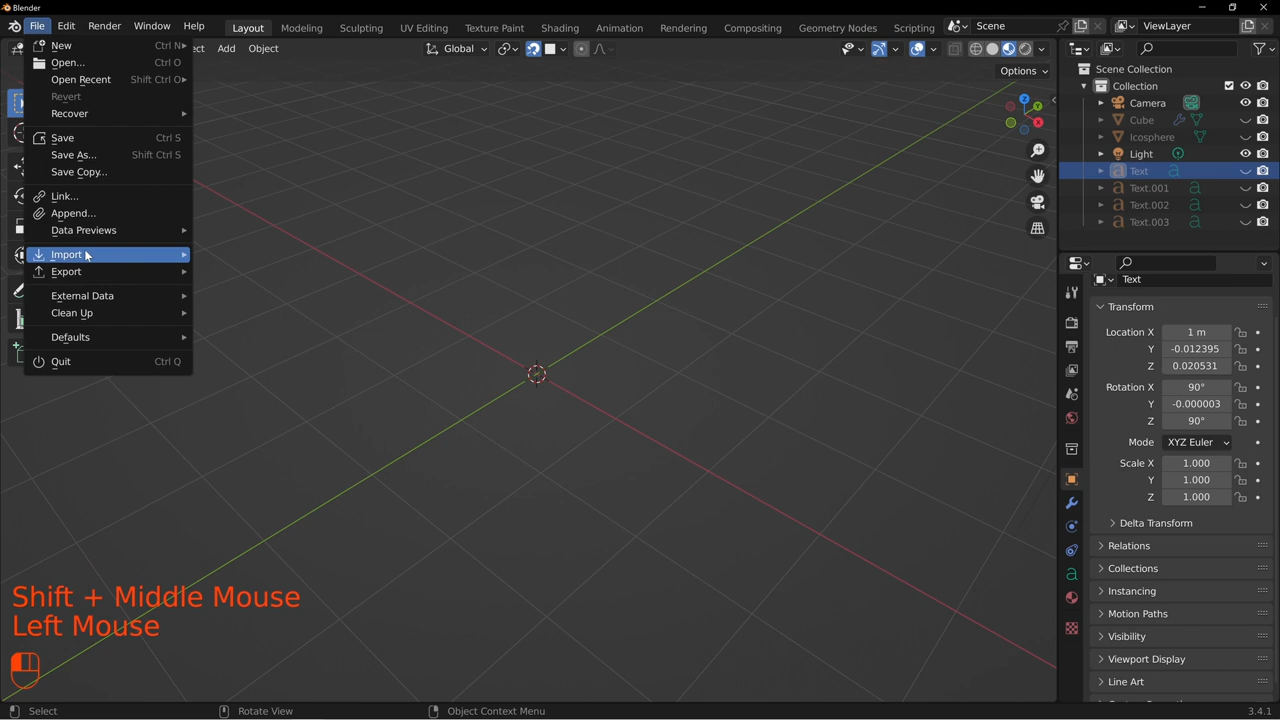 Blender
File Edit Render Window Help
Layout Modeling Sculpting UV Editing Texture Paint Shading Animation Rendering Compositing Geometry Nodes Scripting
Scene
ViewLayer
Add Object
Global
Options
New Ctrl N
Open... Ctrl O
Open Recent Shift Ctrl O
Revert
Recover
Save Ctrl S
Save As... Shift Ctrl S
Save Copy...
Link...
Append...
Data Previews
Import
Export
External Data
Clean Up
Defaults
Quit Ctrl Q
Scene Collection
Collection
Camera
Cube
Icosphere
Light
Text
Text.001
Text.002
Text.003
Text
Transform
Location X 1 m
Y -0.012395
Z 0.020531
Rotation X 90°
Y -0.000003
Z 90°
Mode XYZ Euler
Scale X 1.000
Y 1.000
Z 1.000
Delta Transform
Relations
Collections
Instancing
Motion Paths
Visibility
Viewport Display
Line Art
Shift + Middle Mouse
Left Mouse
Select
Rotate View
Object Context Menu
3.4.1